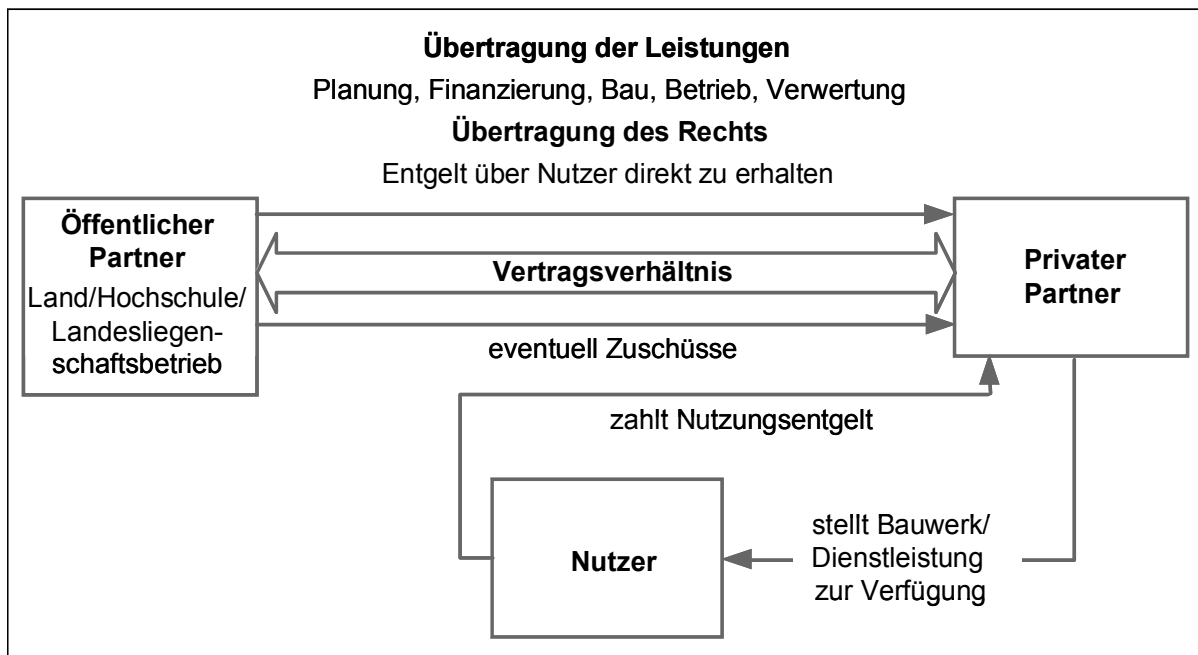 Übertragung der Leistungen
Planung, Finanzierung, Bau, Betrieb, Verwertung
Übertragung des Rechts
Entgelt über Nutzer direkt zu erhalten
Öffentlicher
Partner
Land/Hochschule/
Landesliegen-
schaftsbetrieb
Vertragsverhältnis
Privater
Partner
eventuell Zuschüsse
zahlt Nutzungsentgelt
Nutzer
stellt Bauwerk/
Dienstleistung
zur Verfügung